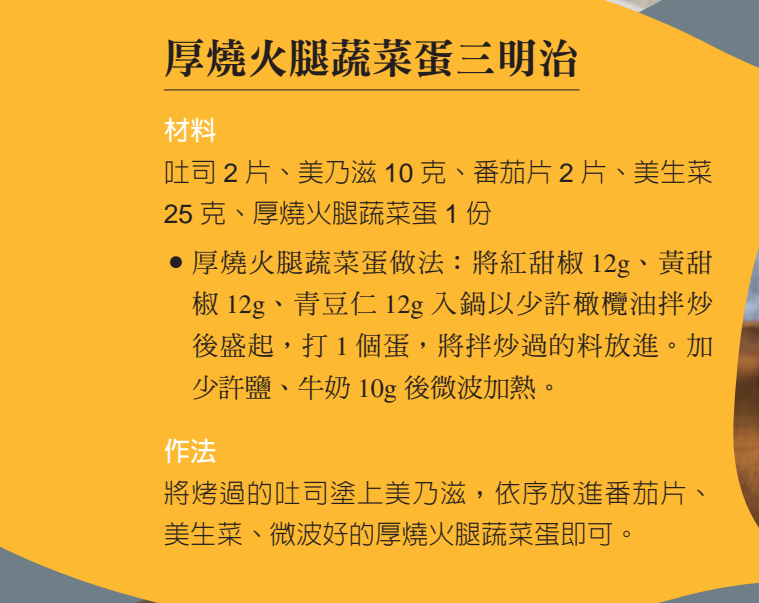 厚燒火腿蔬菜蛋三明治
材料
吐司 2 片、美乃滋 10 克、番茄片 2 片、美生菜
25 克、厚燒火腿蔬菜蛋 1 份
● 厚燒火腿蔬菜蛋做法：將紅甜椒 12g、黃甜
椒 12g、青豆仁 12g 入鍋以少許橄欖油拌炒
後盛起，打 1 個蛋，將拌炒過的料放進。加
少許鹽、牛奶 10g 後微波加熱。
作法
將烤過的吐司塗上美乃滋，依序放進番茄片、
美生菜、微波好的厚燒火腿蔬菜蛋即可。